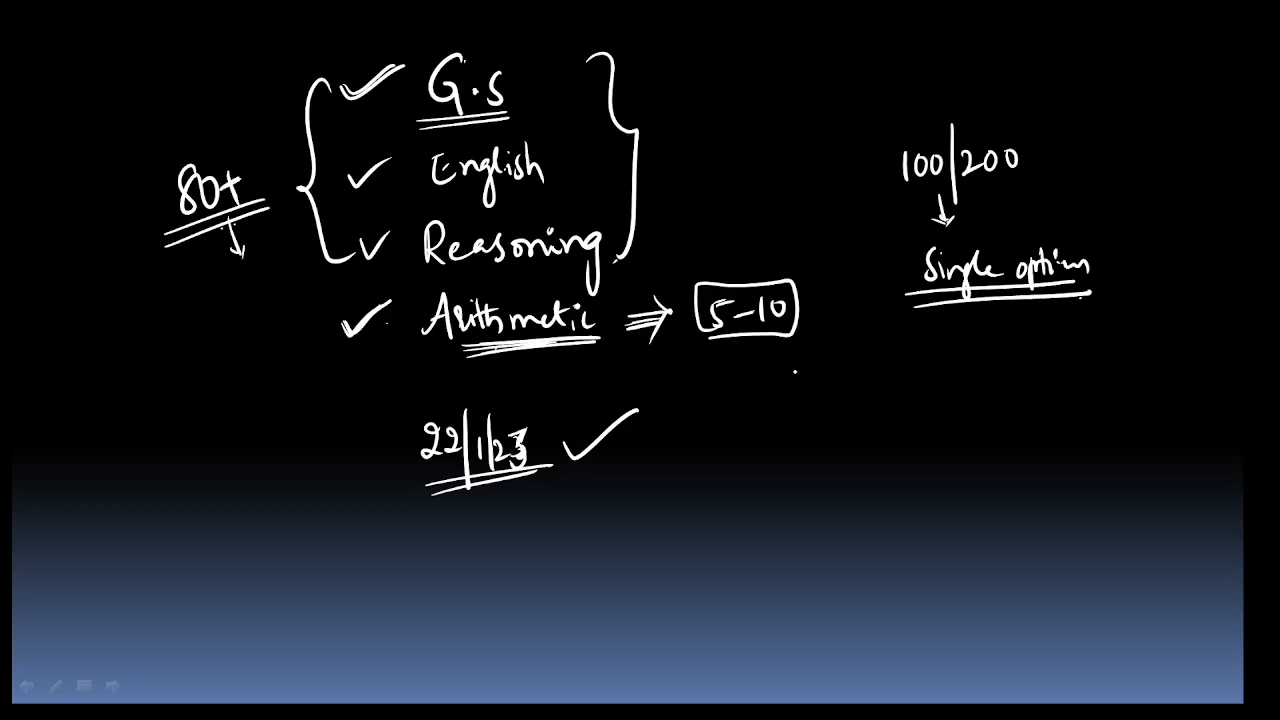 G.S
English
80+
Reasoning
Arithmetic ⇒ 5-10
22/1/23
100/200
Single option